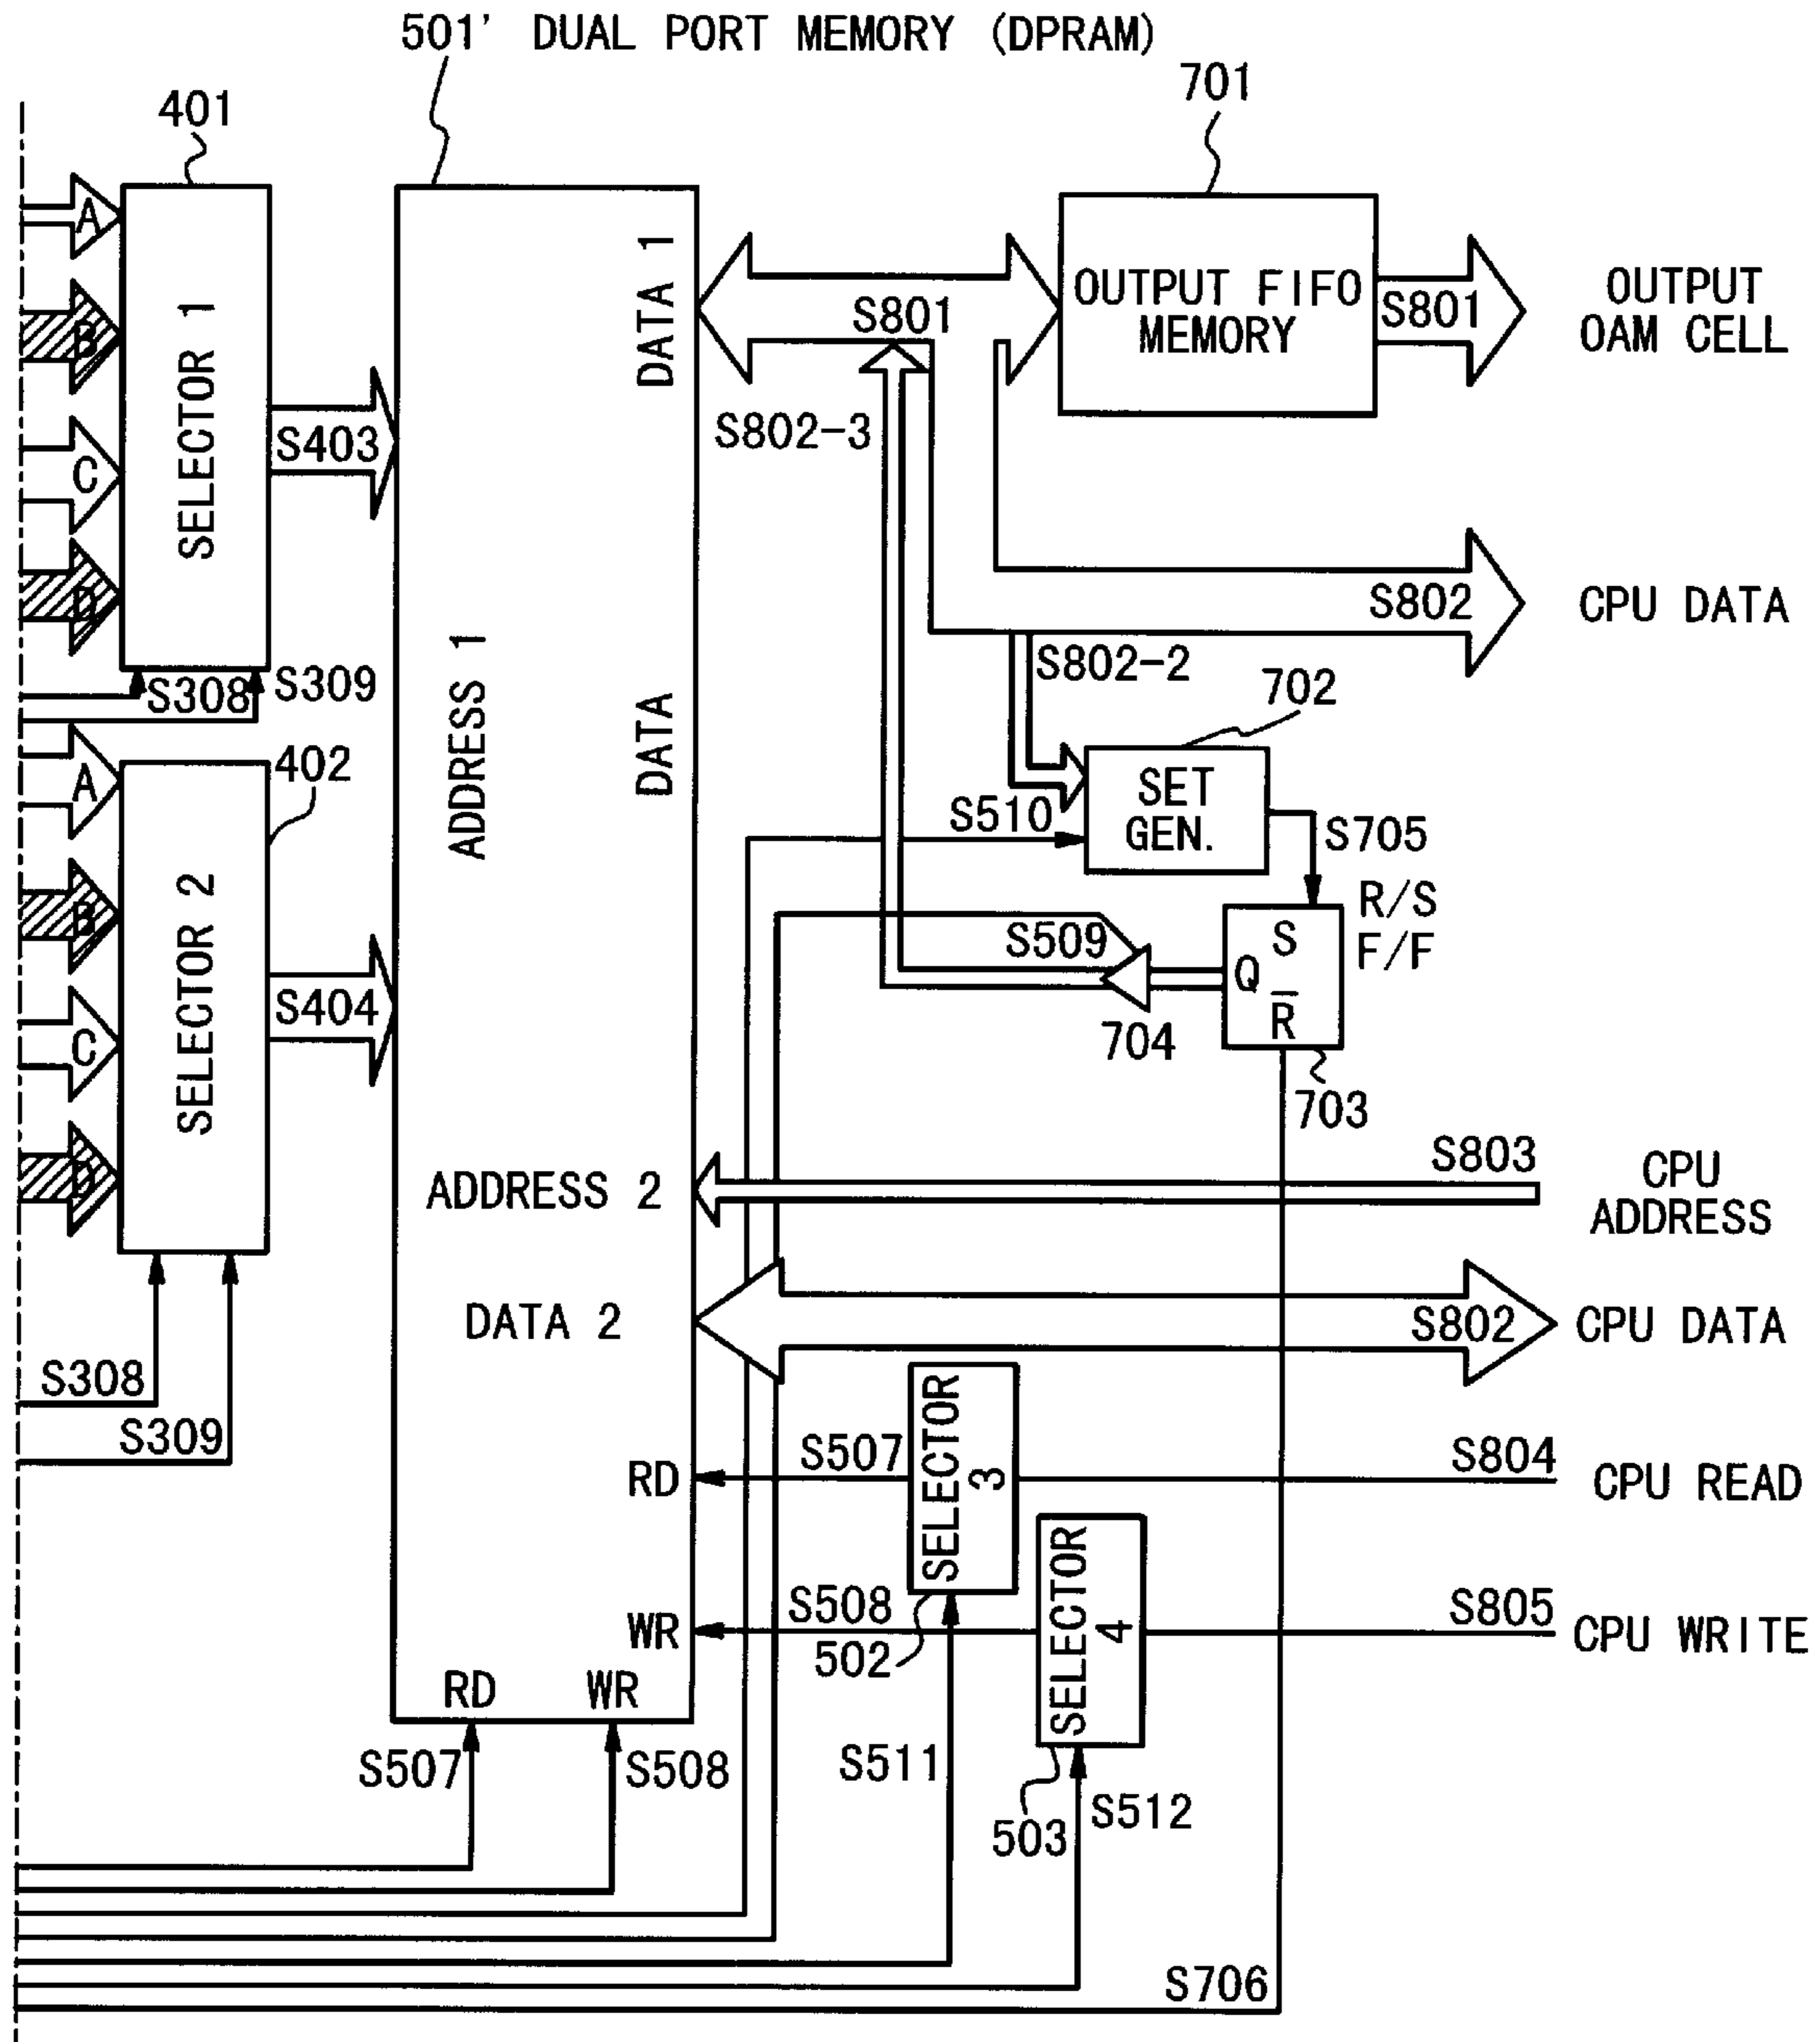 501' DUAL PORT MEMORY (DPRAM)
401
701
A
B
C
D
SELECTOR 1
S403
S308
S309
A
B
C
D
SELECTOR 2
402
S404
S308
S309
DATA 1
ADDRESS 1
DATA
ADDRESS 2
DATA 2
RD
WR
RD
WR
S507
S508
S801
OUTPUT FIFO
MEMORY
S801
OUTPUT
OAM CELL
S802-3
S802
CPU DATA
S802-2
702
SET
GEN.
S510
S705
R/S
F/F
S509
S
Q
R̅
704
703
S803
CPU
ADDRESS
S802
CPU DATA
S507
SELECTOR
3
S804
CPU READ
S508
502
SELECTOR
4
S805
CPU WRITE
S511
503
S512
S706